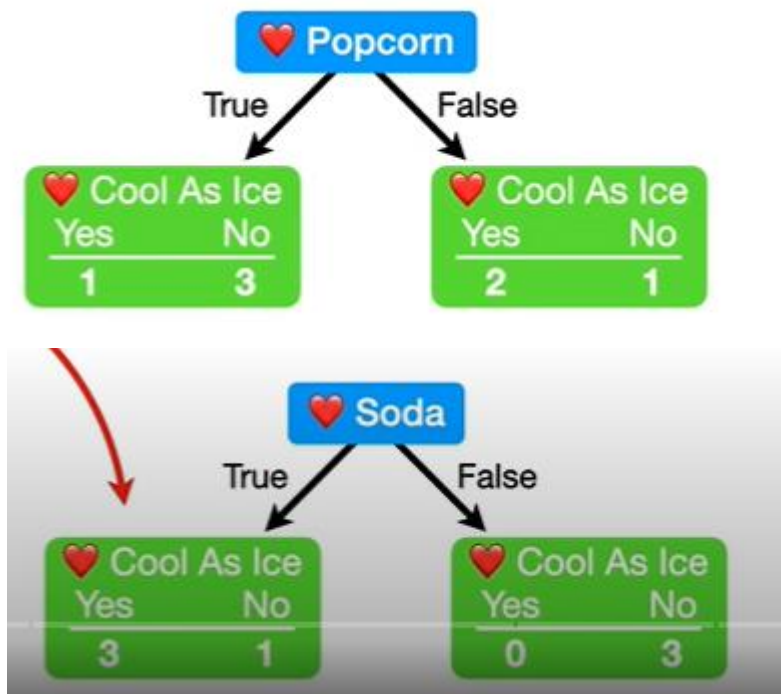 ❤️ Popcorn
True False
❤️ Cool As Ice ❤️ Cool As Ice
Yes No Yes No
1 3 2 1
❤️ Soda
True False
❤️ Cool As Ice ❤️ Cool As Ice
Yes No Yes No
3 1 0 3